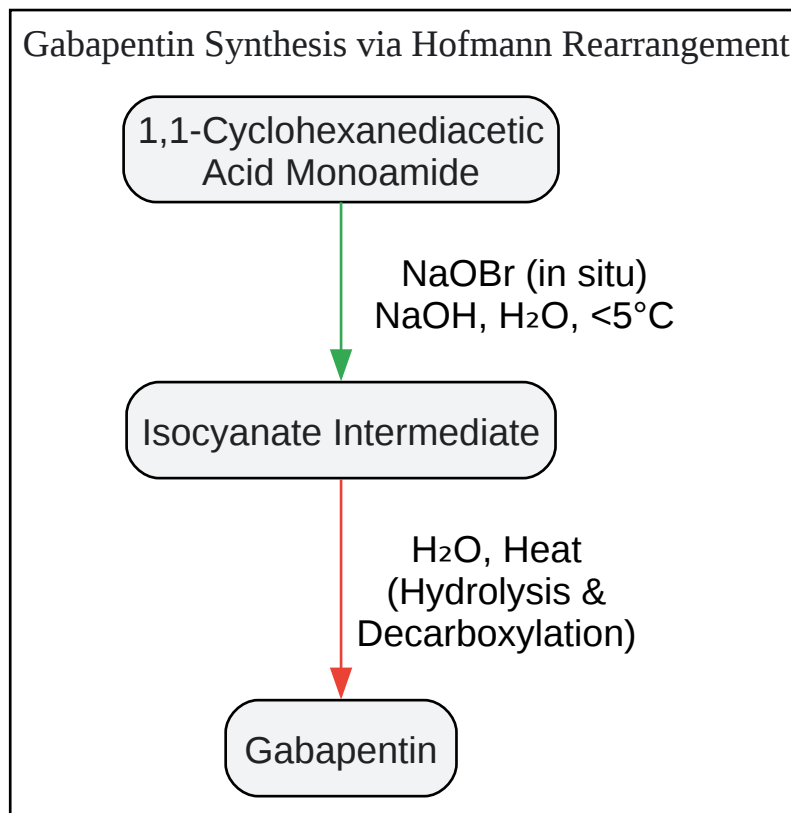 Gabapentin Synthesis via Hofmann Rearrangement
1,1-Cyclohexanediacetic
Acid Monoamide
NaOBr (in situ)
NaOH, H₂O, <5°C
Isocyanate Intermediate
H₂O, Heat
(Hydrolysis &
Decarboxylation)
Gabapentin